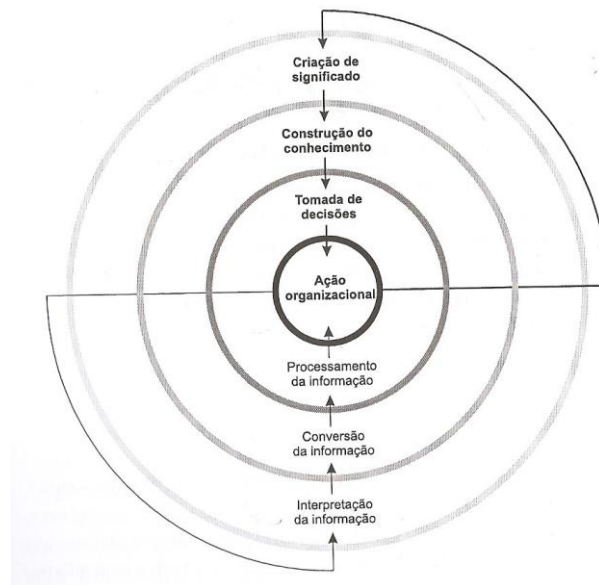 Criação de
significado
Construção do
conhecimento
Tomada de
decisões
Ação
organizacional
Processamento
da informação
Conversão
da informação
Interpretação
da informação